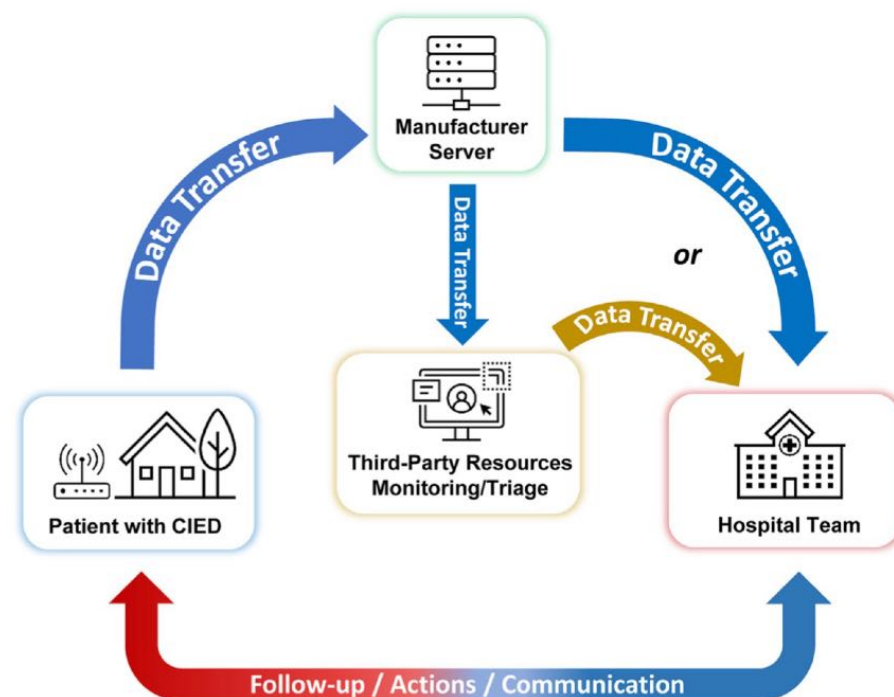 Manufacturer
Server
Data Transfer
Data Transfer
Data Transfer
or
Data Transfer
Third-Party Resources
Monitoring/Triage
Patient with CIED
Hospital Team
Follow-up / Actions / Communication